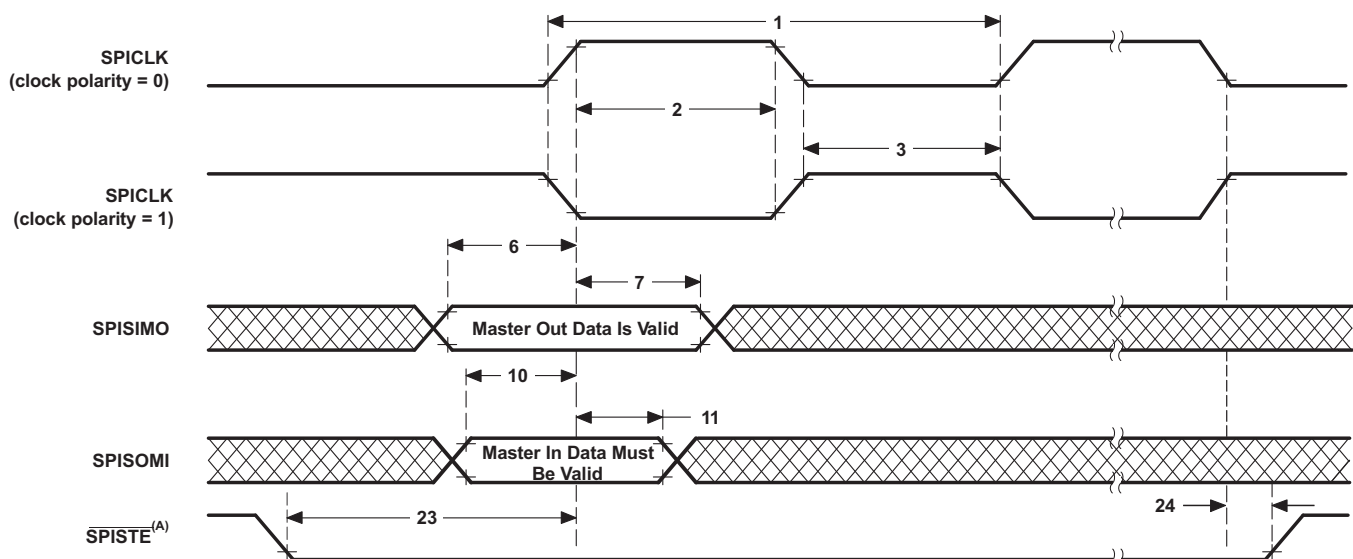 1
SPICLK
(clock polarity = 0)
2
3
SPICLK
(clock polarity = 1)
6
7
SPISIMO
Master Out Data Is Valid
10
11
SPISOMI
Master In Data Must
Be Valid
23
24
SPISTE(A)